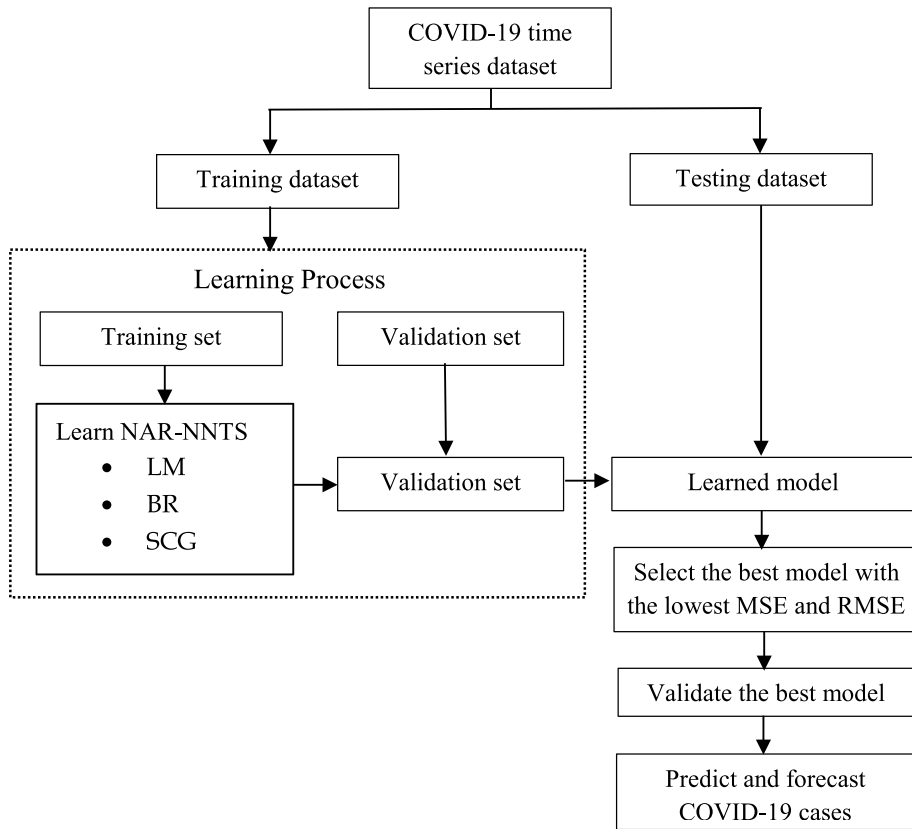 COVID-19 time
series dataset
Training dataset
Testing dataset
Learning Process
Training set
Validation set
Learn NAR-NNTS
• LM
• BR
• SCG
Validation set
Learned model
Select the best model with
the lowest MSE and RMSE
Validate the best model
Predict and forecast
COVID-19 cases